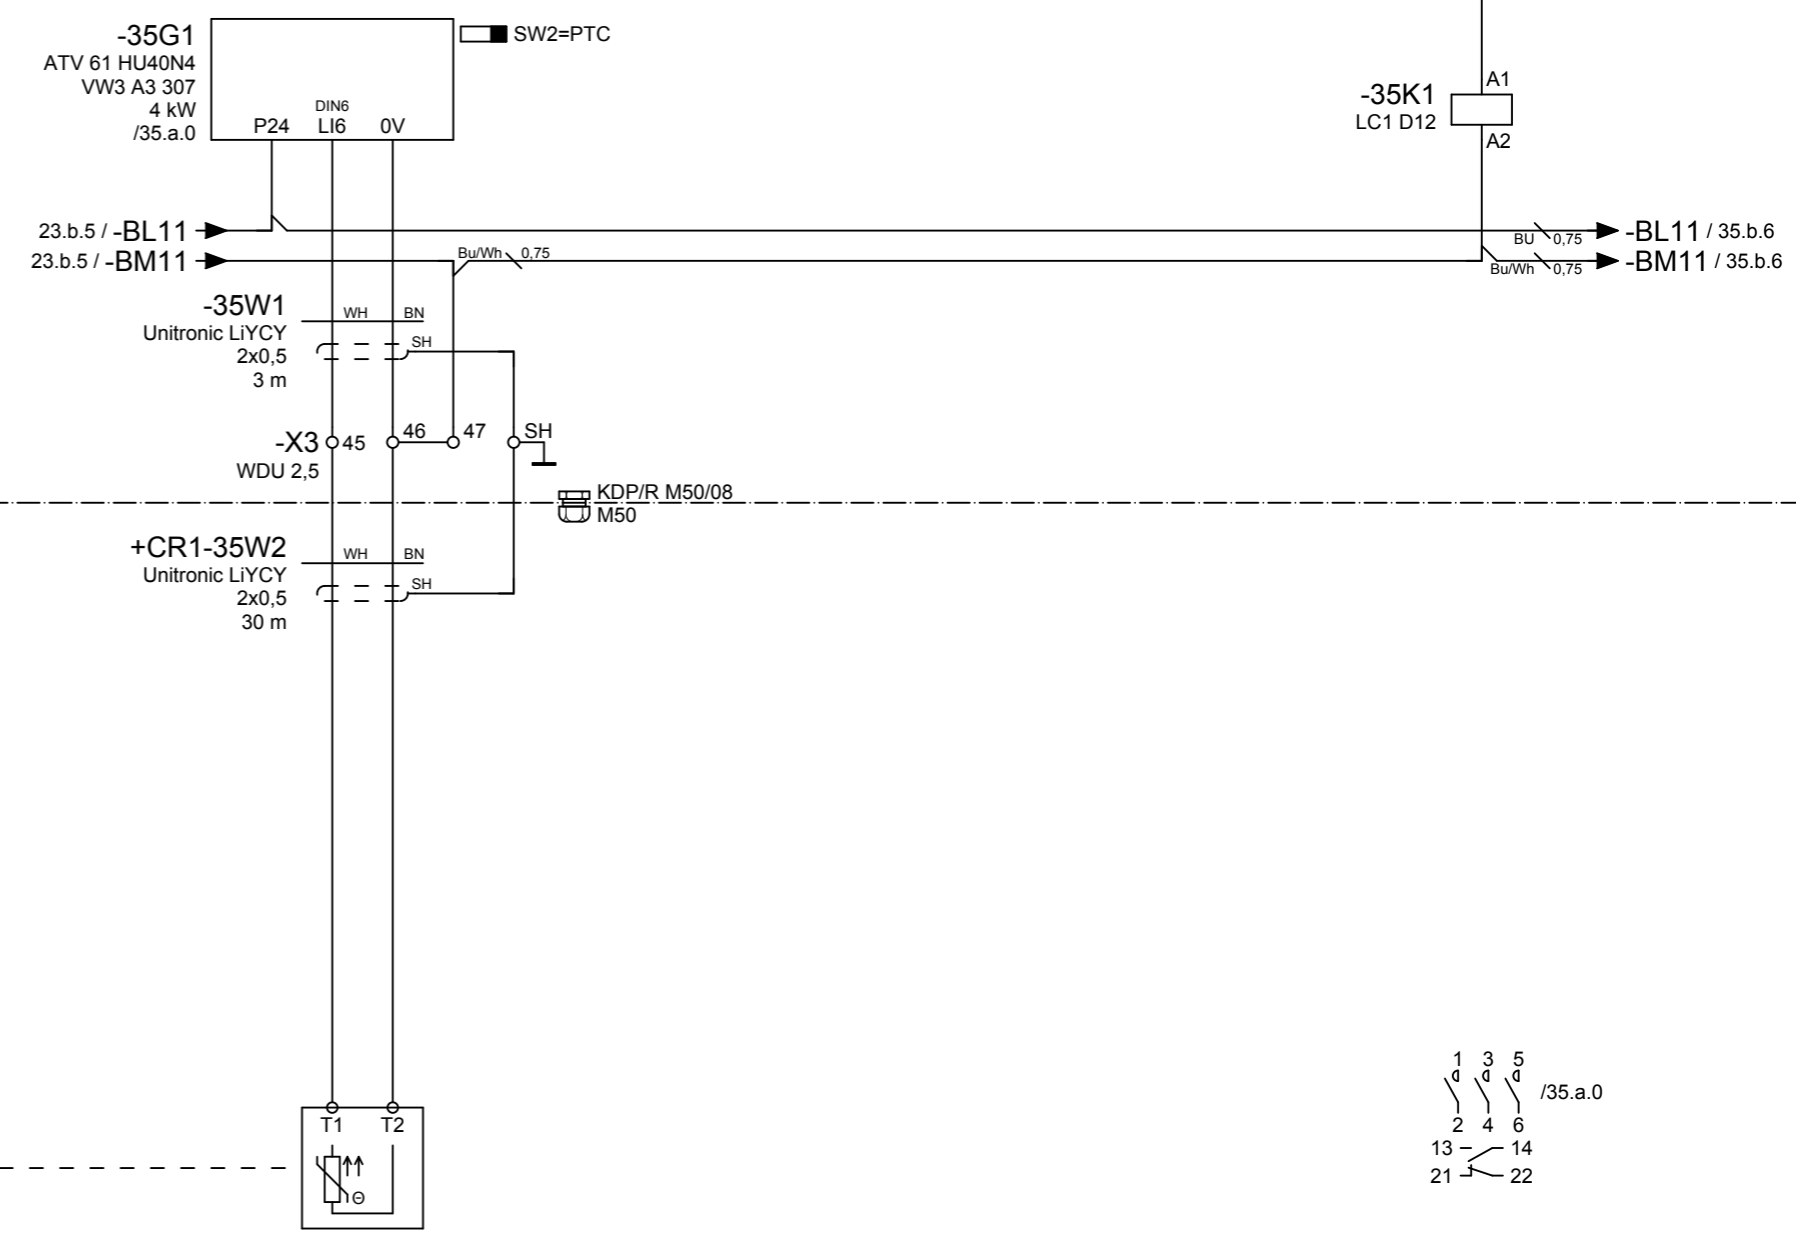 -35G1
ATV 61 HU40N4
VW3 A3 307
4 kW
/35.a.0
DIN6
P24 LI6 0V
SW2=PTC
-35K1
LC1 D12
A1
A2
23.b.5 / -BL11
BU 0,75
-BL11 / 35.b.6
23.b.5 / -BM11
Bu/Wh 0,75
Bu/Wh 0,75
-BM11 / 35.b.6
-35W1
Unitronic LiYCY
2x0,5
3 m
WH BN
SH
-X3 45 46 47 SH
WDU 2,5
KDP/R M50/08
M50
+CR1-35W2
Unitronic LiYCY
2x0,5
30 m
WH BN
SH
T1 T2
Θ
1 3 5
/35.a.0
2 4 6
13 14
21 22